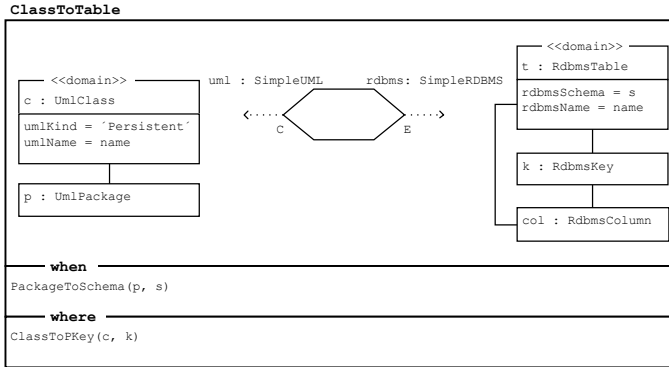 ClassToTable
<<domain>>
c : UmlClass
umlKind = ´Persistent´
umlName = name
p : UmlPackage
uml : SimpleUML
rdbms: SimpleRDBMS
C
E
<<domain>>
t : RdbmsTable
rdbmsSchema = s
rdbmsName = name
k : RdbmsKey
col : RdbmsColumn
when
PackageToSchema(p, s)
where
ClassToPKey(c, k)